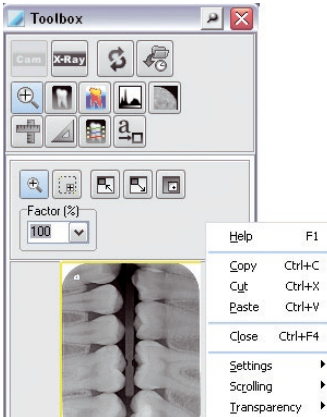 Toolbox
Cam X-Ray
a
Factor (%)
100
Help F1
Copy Ctrl+C
Cut Ctrl+X
Paste Ctrl+V
Close Ctrl+F4
Settings
Scrolling
Transparency